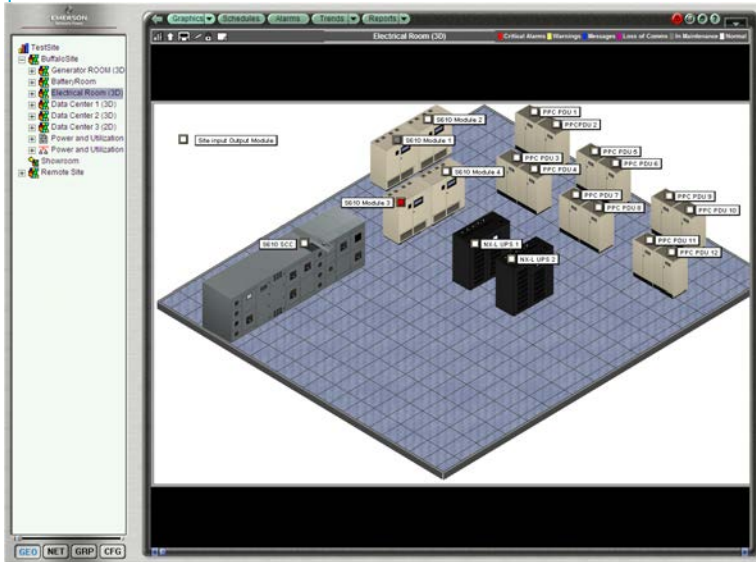 EMERSON
Network Power
Graphics
Schedules
Alarms
Trends
Reports
Electrical Room (3D)
Critical Alarms Warnings Messages Loss of Comms In Maintenance Normal
TestSite
BuffaloSite
Generator ROOM (3D
BatteryRoom
Electrical Room (3D)
Data Center 1 (3D)
Data Center 2 (3D)
Data Center 3 (2D)
Power and Utilization
Power and Utilization
Showroom
Remote Site
Site input Output Module
S610 Module 2
S610 Module 1
S610 Module 4
S610 Module 3
S610 SCC
PPC PDU 1
PPCPDU 2
PPC PDU 3
PPC PDU 4
PPC PDU 5
PPC PDU 6
PPC PDU 7
PPC PDU 8
PPC PDU 9
PPC PDU 10
PPC PDU 11
PPC PDU 12
NX-L UPS 1
NX-L UPS 2
GEO NET GRP CFG